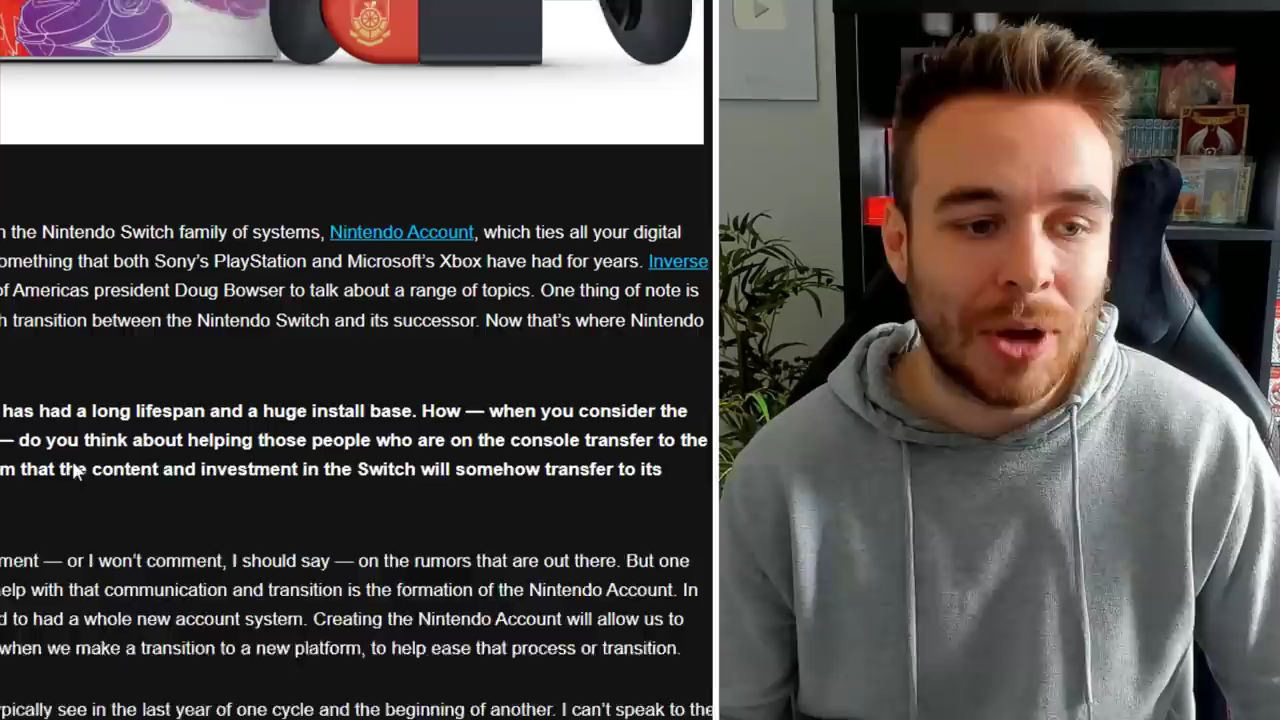 the Nintendo Switch family of systems, Nintendo Account, which ties all your digital
omething that both Sony’s PlayStation and Microsoft’s Xbox have had for years. Inverse
of Americas president Doug Bowser to talk about a range of topics. One thing of note is
transition between the Nintendo Switch and its successor. Now that’s where Nintendo
has had a long lifespan and a huge install base. How — when you consider the
— do you think about helping those people who are on the console transfer to the
m that the content and investment in the Switch will somehow transfer to its
ment — or I won’t comment, I should say — on the rumors that are out there. But one
elp with that communication and transition is the formation of the Nintendo Account. In
d to had a whole new account system. Creating the Nintendo Account will allow us to
when we make a transition to a new platform, to help ease that process or transition.
ypically see in the last year of one cycle and the beginning of another. I can’t speak to the